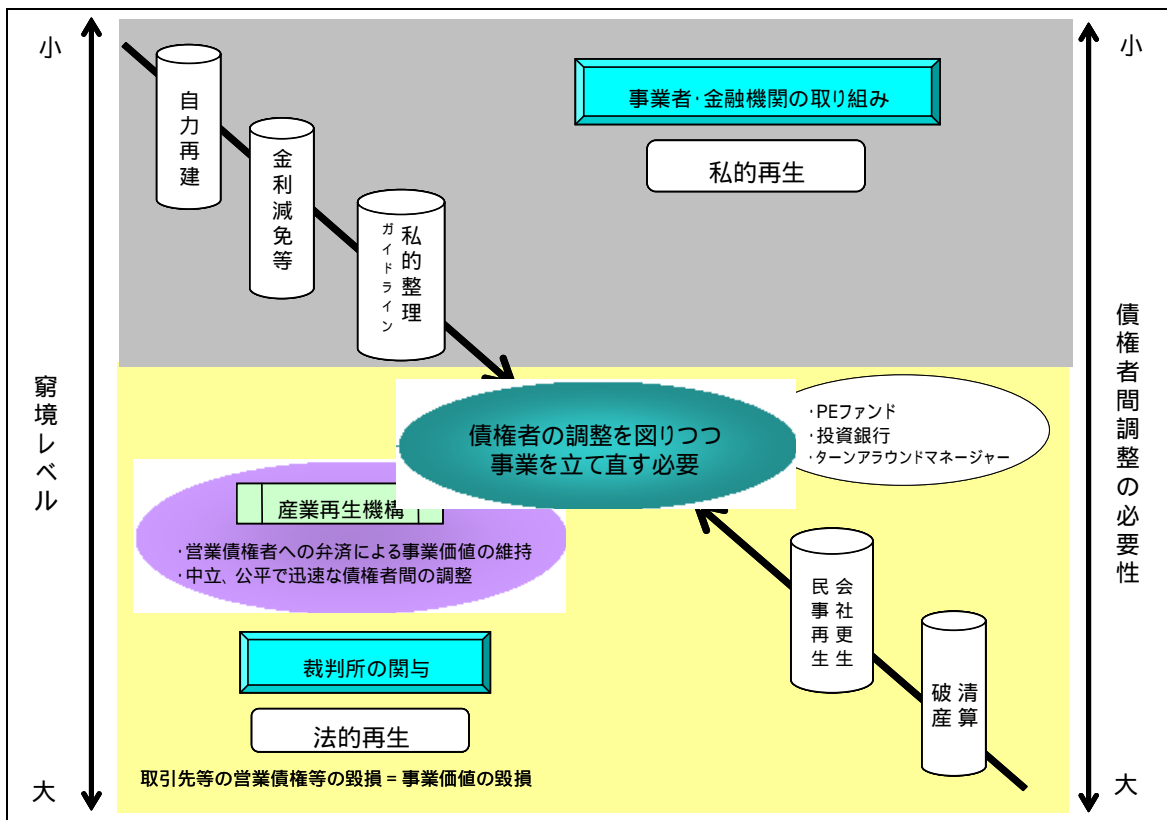 小
小
自力再建
金利減免等
私的整理
ガイドライン
事業者・金融機関の取り組み
私的再生
窮境レベル
債権者間調整の必要性
債権者の調整を図りつつ
事業を立て直す必要
・PEファンド
・投資銀行
・ターンアラウンドマネージャー
産業再生機構
・営業債権者への弁済による事業価値の維持
・中立、公平で迅速な債権者間の調整
会社更生
民事再生
清算
破産
裁判所の関与
法的再生
取引先等の営業債権等の毀損 = 事業価値の毀損
大
大